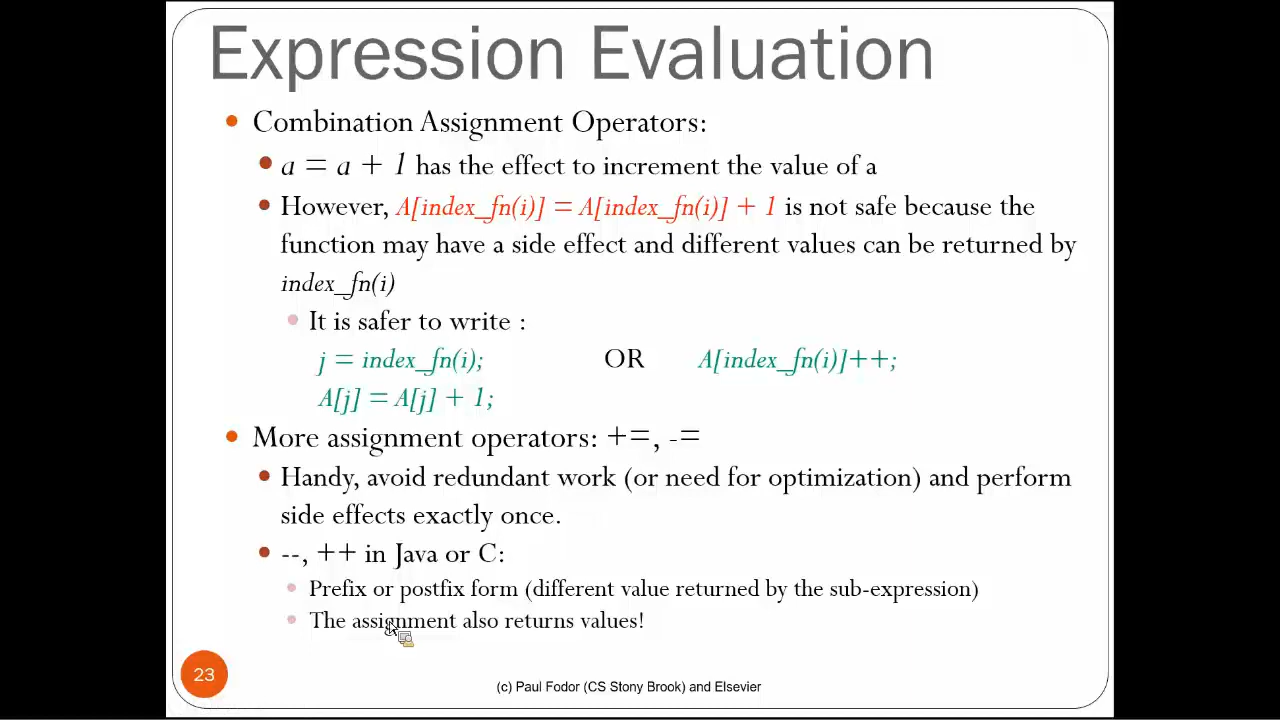 Expression Evaluation
Combination Assignment Operators:
a = a + 1 has the effect to increment the value of a
However, A[index_fn(i)] = A[index_fn(i)] + 1 is not safe because the
function may have a side effect and different values can be returned by
index_fn(i)
It is safer to write :
j = index_fn(i); OR A[index_fn(i)]++;
A[j] = A[j] + 1;
More assignment operators: +=, -=
Handy, avoid redundant work (or need for optimization) and perform
side effects exactly once.
--, ++ in Java or C:
Prefix or postfix form (different value returned by the sub-expression)
The assignment also returns values!
23
(c) Paul Fodor (CS Stony Brook) and Elsevier